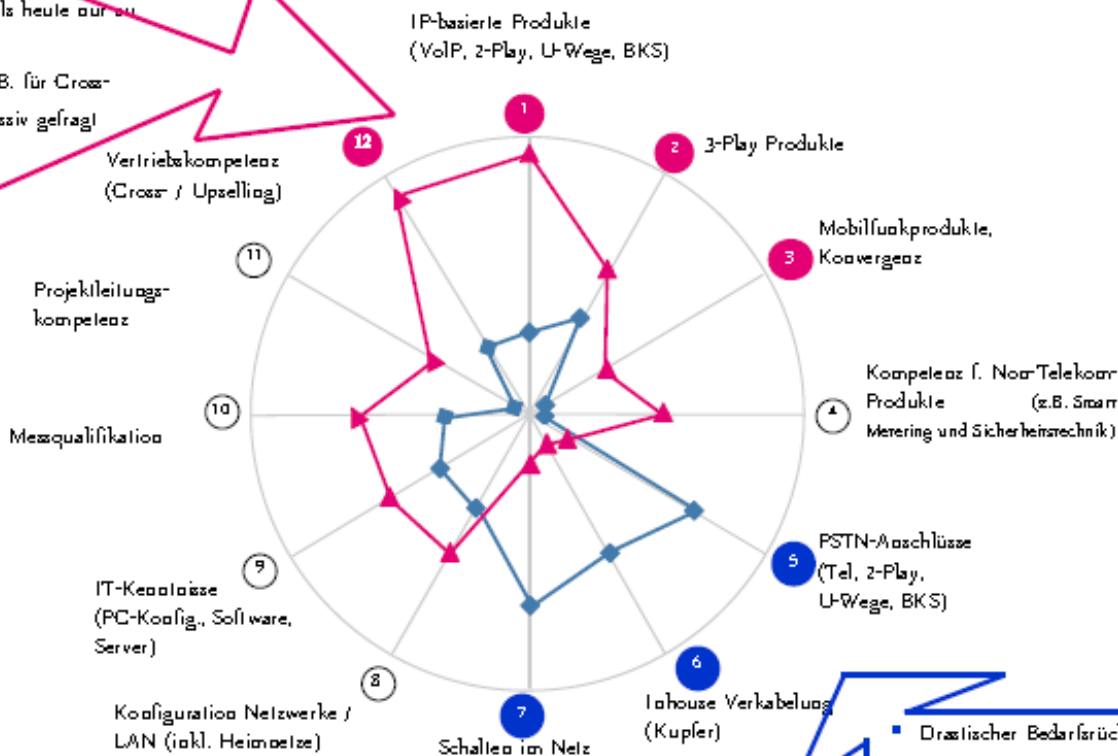 ls heute nur zu
B. für Cross-
ssiv gefragt
IP-basierte Produkte
(VoIP, 2-Play, U-Wege, BKS)
1
2
3-Play Produkte
3
Mobilfunkprodukte,
Konvergenz
4
Kompetenz f. Non-Telekom-
Produkte (z.B. Smart
Metering und Sicherheitstechnik)
5
PSTN-Anschlüsse
(Tel, 2-Play,
U-Wege, BKS)
6
Inhouse Verkabelung
(Kupfer)
7
Schalten im Netz
8
Konfiguration Netzwerke /
LAN (inkl. Heimnetze)
9
IT-Kenntnisse
(PC-Konfig., Software,
Server)
10
Messqualifikation
11
Projektleitungs-
kompetenz
12
Vertriebskompetenz
(Cross- / Upselling)
Drastischer Bedarfsrüc